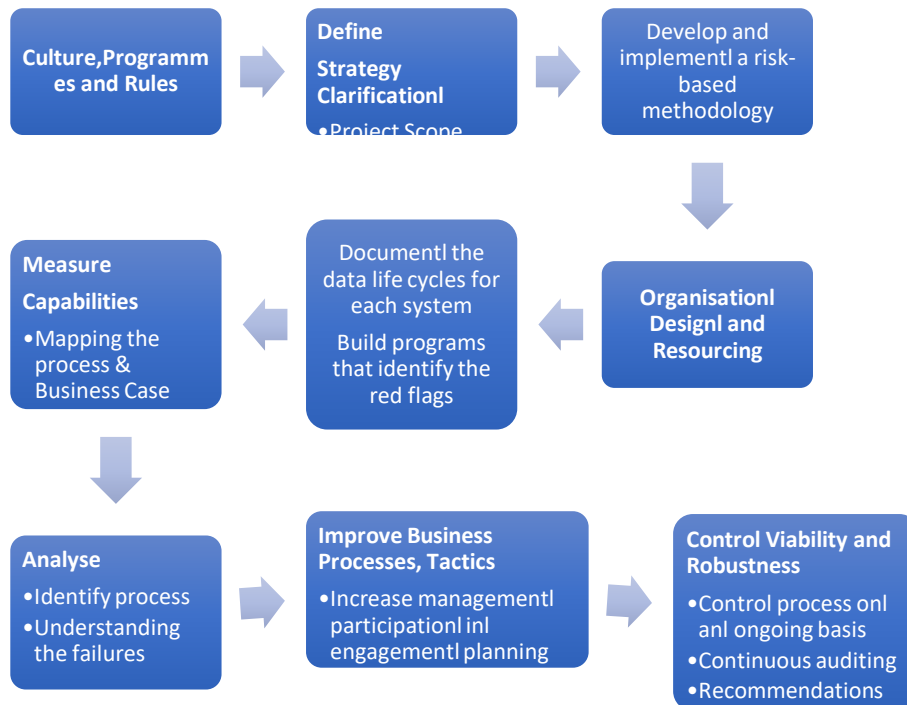 Culture,Programm
es and Rules
Define
Strategy
Clarificationl
•Project Scope
Develop and
implementl a risk-
based
methodology
Organisationl
Designl and
Resourcing
Documentl the
data life cycles for
each system
Build programs
that identify the
red flags
Measure
Capabilities
•Mapping the
process &
Business Case
Analyse
•Identify process
•Understanding
the failures
Improve Business
Processes, Tactics
•Increase managementl
participationl inl
engagementl planning
Control Viability and
Robustness
•Control process onl
anl ongoing basis
•Continuous auditing
•Recommendations